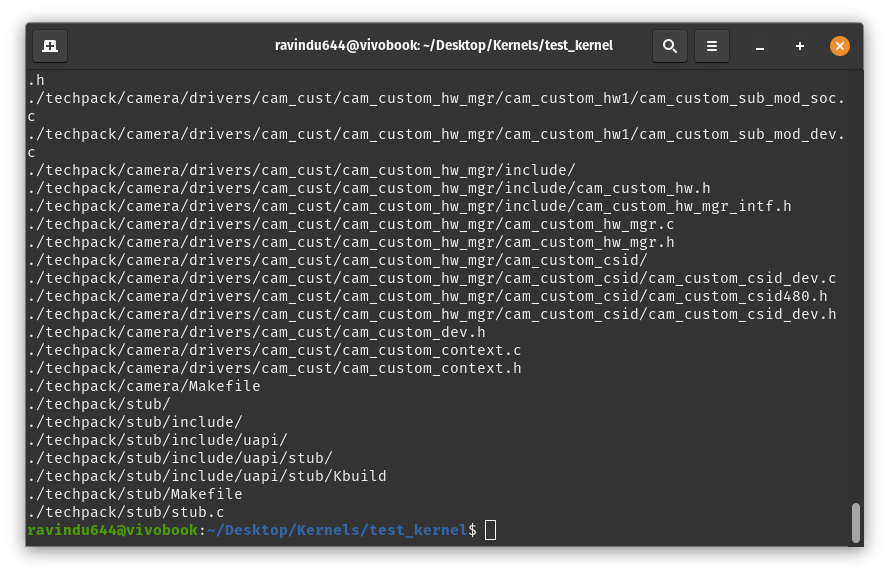 ravindu644@vivobook: ~/Desktop/Kernels/test_kernel
.h
./techpack/camera/drivers/cam_cust/cam_custom_hw_mgr/cam_custom_hw1/cam_custom_sub_mod_soc.
c
./techpack/camera/drivers/cam_cust/cam_custom_hw_mgr/cam_custom_hw1/cam_custom_sub_mod_dev.
c
./techpack/camera/drivers/cam_cust/cam_custom_hw_mgr/include/
./techpack/camera/drivers/cam_cust/cam_custom_hw_mgr/include/cam_custom_hw.h
./techpack/camera/drivers/cam_cust/cam_custom_hw_mgr/include/cam_custom_hw_mgr_intf.h
./techpack/camera/drivers/cam_cust/cam_custom_hw_mgr/cam_custom_hw_mgr.c
./techpack/camera/drivers/cam_cust/cam_custom_hw_mgr/cam_custom_hw_mgr.h
./techpack/camera/drivers/cam_cust/cam_custom_hw_mgr/cam_custom_csid/
./techpack/camera/drivers/cam_cust/cam_custom_hw_mgr/cam_custom_csid/cam_custom_csid_dev.c
./techpack/camera/drivers/cam_cust/cam_custom_hw_mgr/cam_custom_csid/cam_custom_csid480.h
./techpack/camera/drivers/cam_cust/cam_custom_hw_mgr/cam_custom_csid/cam_custom_csid_dev.h
./techpack/camera/drivers/cam_cust/cam_custom_dev.h
./techpack/camera/drivers/cam_cust/cam_custom_context.c
./techpack/camera/drivers/cam_cust/cam_custom_context.h
./techpack/camera/Makefile
./techpack/stub/
./techpack/stub/include/
./techpack/stub/include/uapi/
./techpack/stub/include/uapi/stub/
./techpack/stub/include/uapi/stub/Kbuild
./techpack/stub/Makefile
./techpack/stub/stub.c
ravindu644@vivobook:~/Desktop/Kernels/test_kernel$